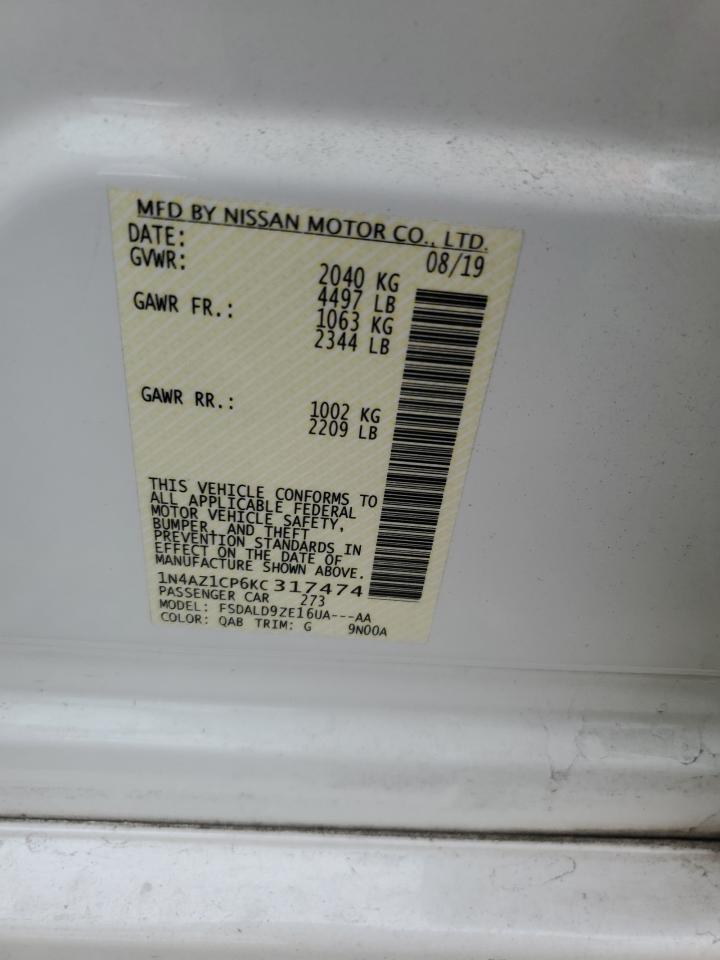 MFD BY NISSAN MOTOR CO., LTD.
DATE: 08/19
GVWR: 2040 KG
4497 LB
GAWR FR.: 1063 KG
2344 LB
GAWR RR.: 1002 KG
2209 LB
THIS VEHICLE CONFORMS TO
ALL APPLICABLE FEDERAL
MOTOR VEHICLE SAFETY,
BUMPER, AND THEFT
PREVENTION STANDARDS IN
EFFECT ON THE DATE OF
MANUFACTURE SHOWN ABOVE.
1N4AZ1CP6KC317474
PASSENGER CAR 273
MODEL: FSDALD9ZE16UA---AA
COLOR: QAB TRIM: G 9N00A